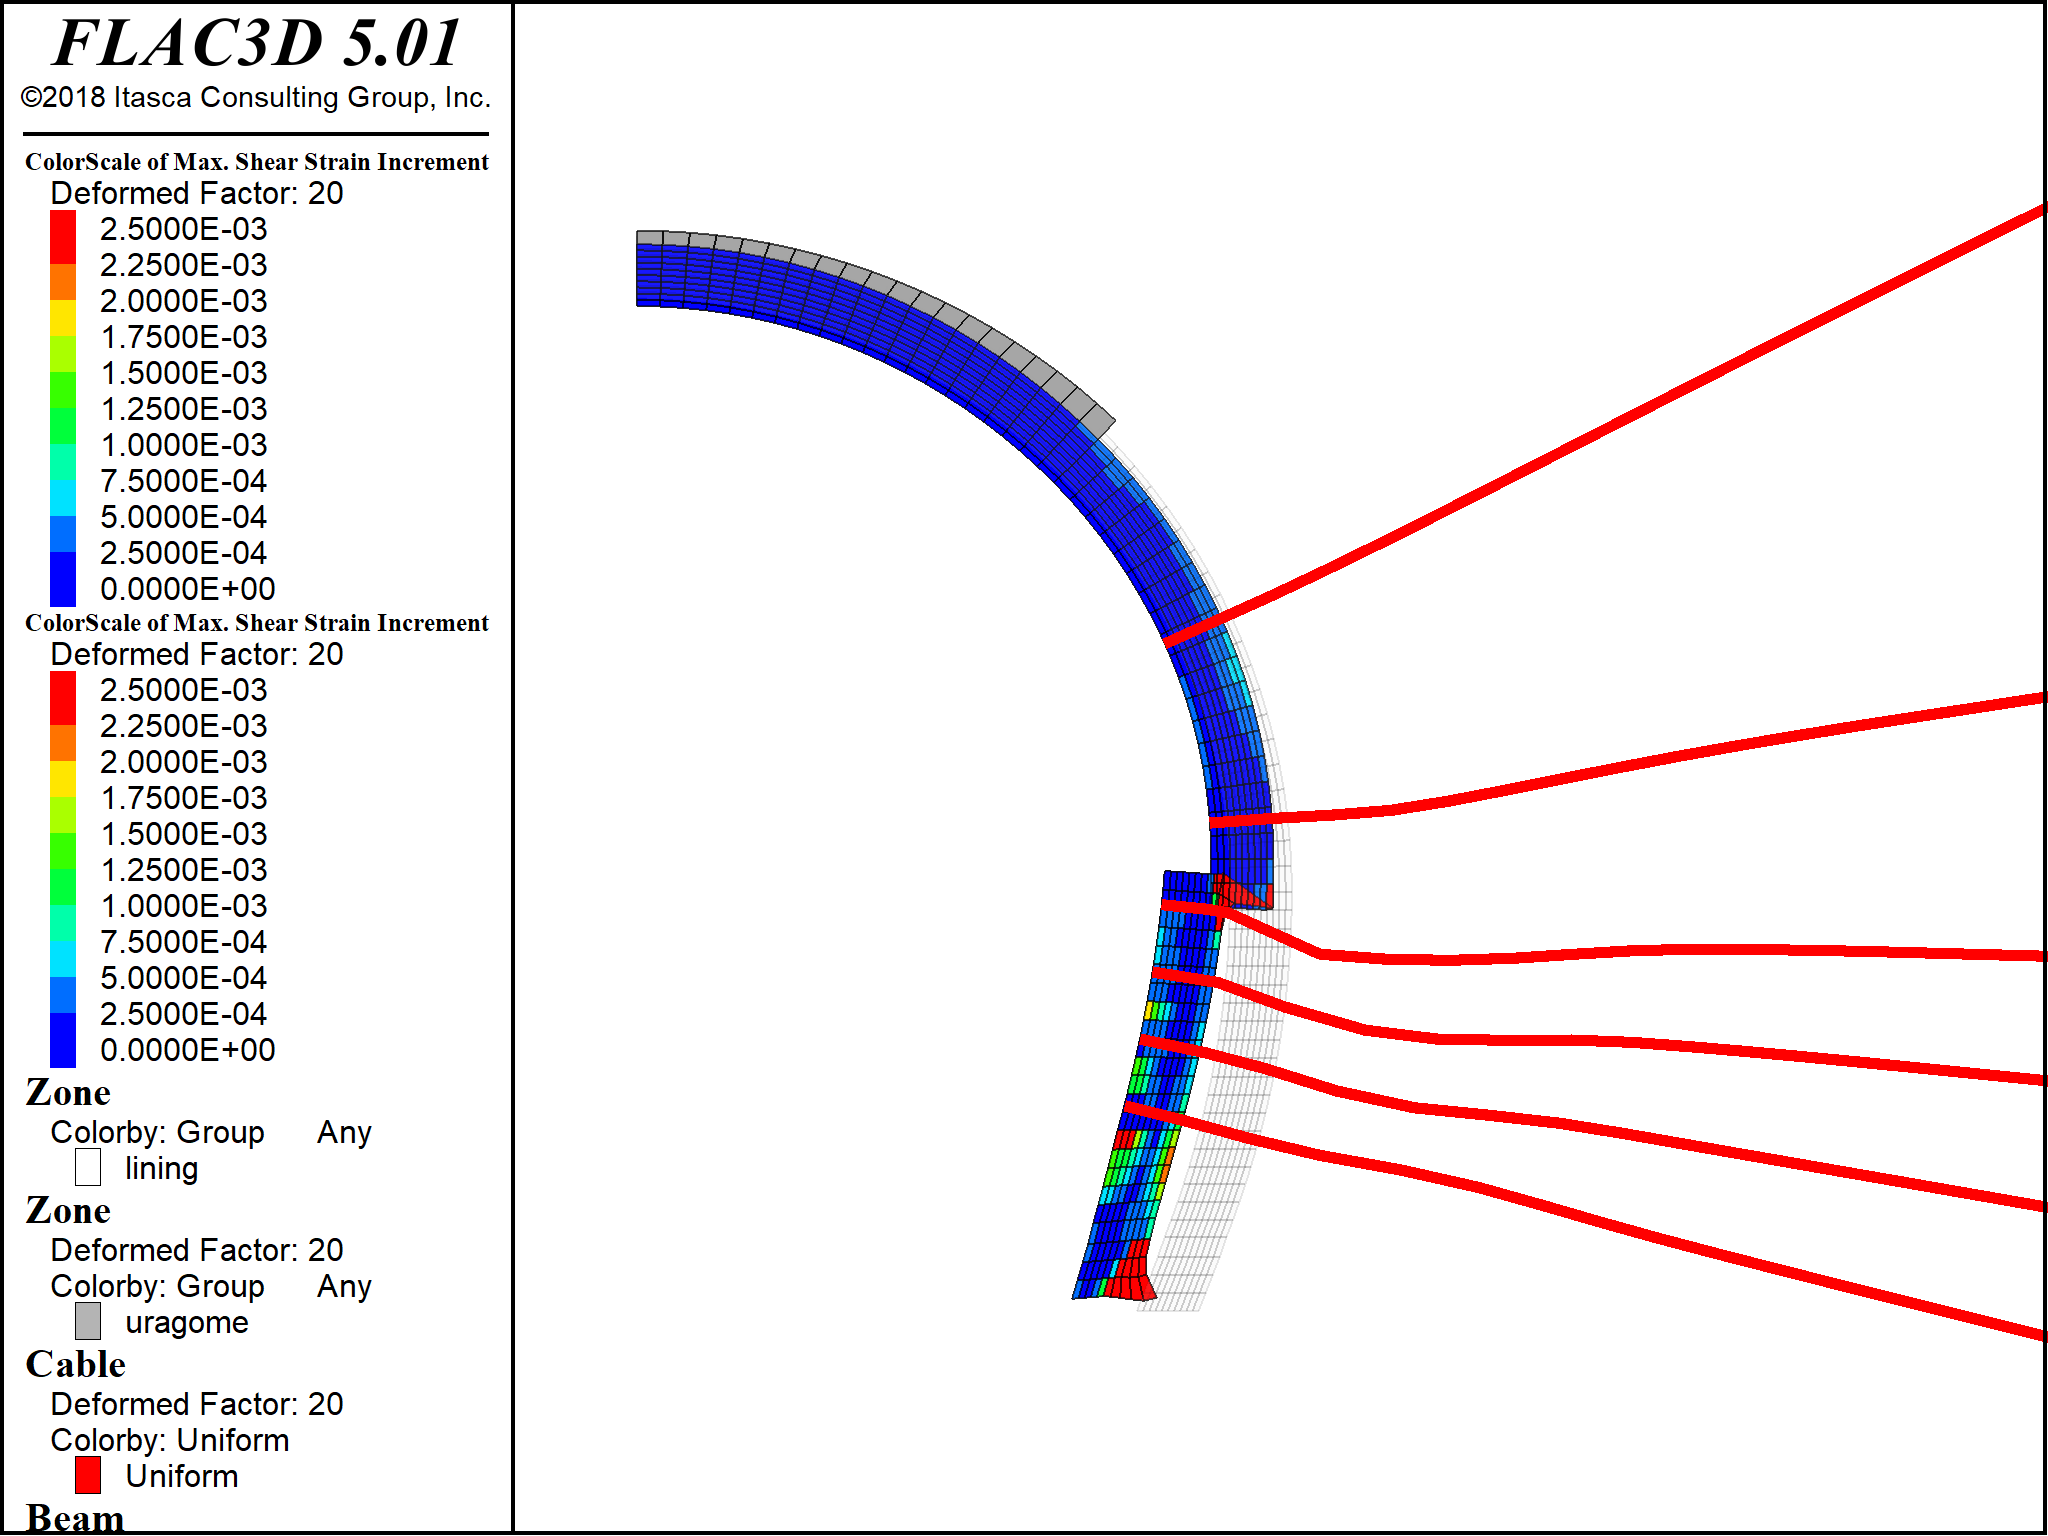 FLAC3D 5.01
©2018 Itasca Consulting Group, Inc.
ColorScale of Max. Shear Strain Increment
Deformed Factor: 20
2.5000E-03
2.2500E-03
2.0000E-03
1.7500E-03
1.5000E-03
1.2500E-03
1.0000E-03
7.5000E-04
5.0000E-04
2.5000E-04
0.0000E+00
ColorScale of Max. Shear Strain Increment
Deformed Factor: 20
2.5000E-03
2.2500E-03
2.0000E-03
1.7500E-03
1.5000E-03
1.2500E-03
1.0000E-03
7.5000E-04
5.0000E-04
2.5000E-04
0.0000E+00
Zone
Colorby: Group Any
lining
Zone
Deformed Factor: 20
Colorby: Group Any
uragome
Cable
Deformed Factor: 20
Colorby: Uniform
Uniform
Beam